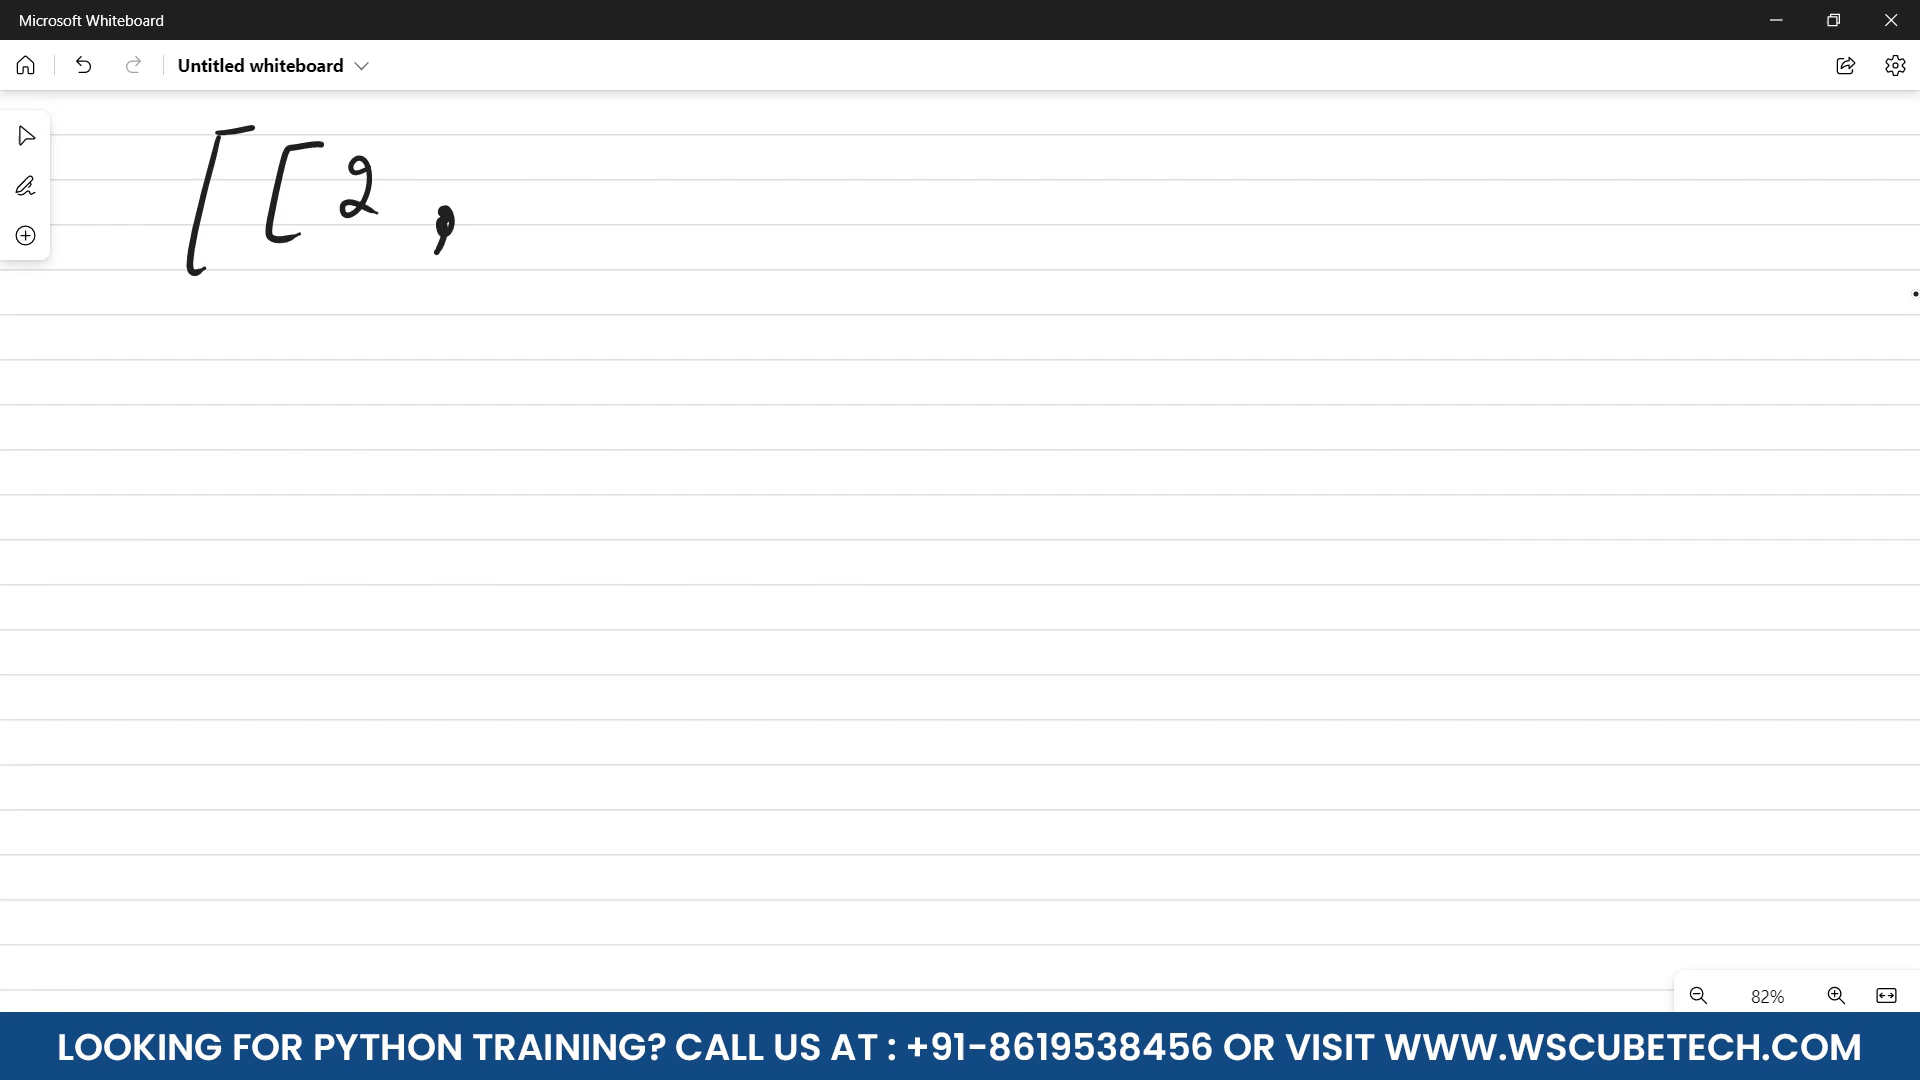 Microsoft Whiteboard
Untitled whiteboard
[ [ 2 ,
82%
LOOKING FOR PYTHON TRAINING? CALL US AT : +91-8619538456 OR VISIT WWW.WSCUBETECH.COM